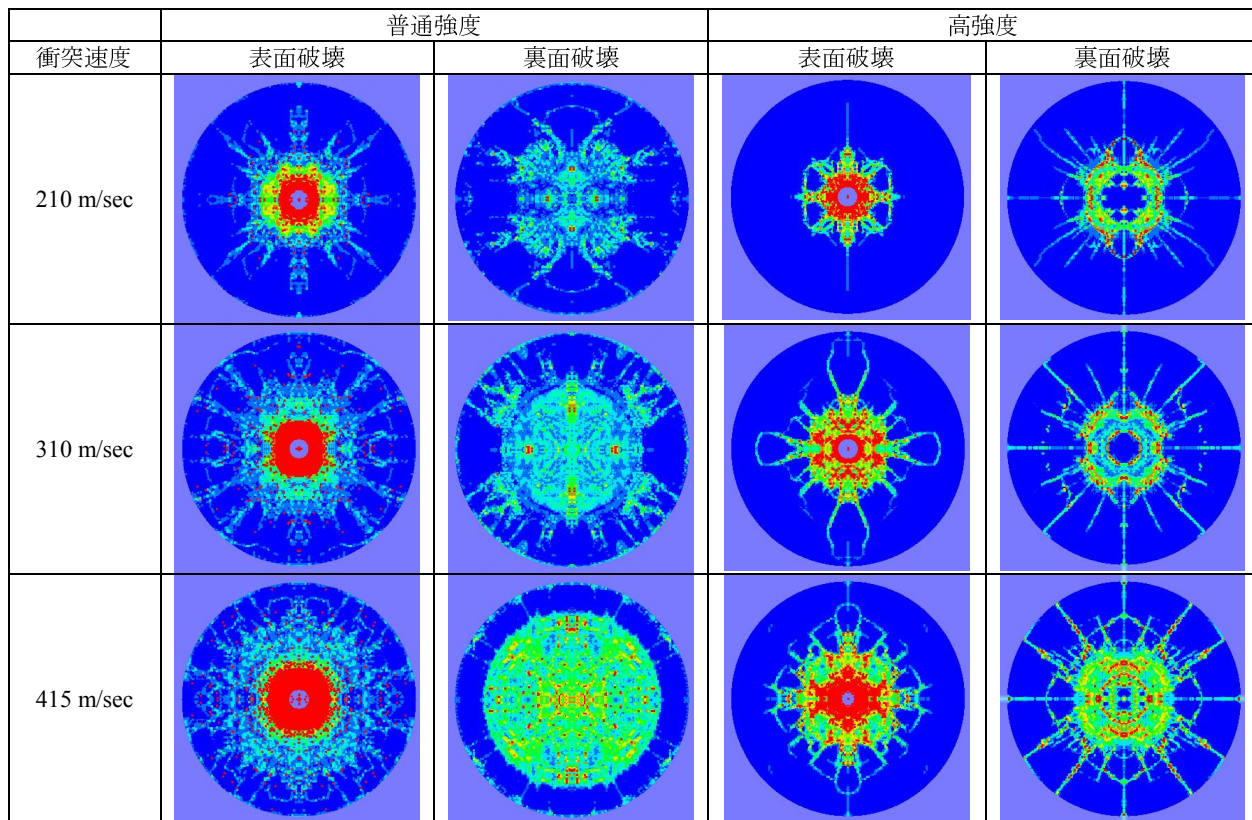 普通強度 高強度
衝突速度 表面破壊 裏面破壊 表面破壊 裏面破壊
210 m/sec
310 m/sec
415 m/sec